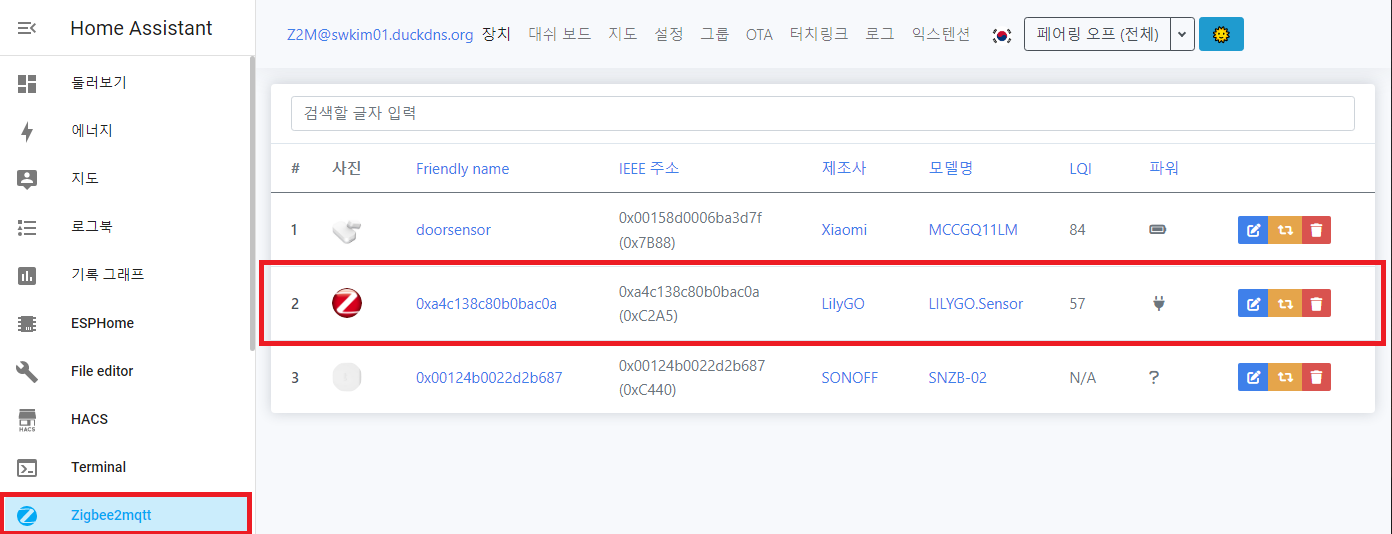 Home Assistant
둘러보기
에너지
지도
로그북
기록 그래프
ESPHome
File editor
HACS
HACS
Terminal
Zigbee2mqtt
Z2M@swkim01.duckdns.org 장치 대쉬 보드 지도 설정 그룹 OTA 터치링크 로그 익스텐션 페어링 오프 (전체)
검색할 글자 입력
# 사진 Friendly name IEEE 주소 제조사 모델명 LQI 파워
1 doorsensor 0x00158d0006ba3d7f (0x7B88) Xiaomi MCCGQ11LM 84
2 0xa4c138c80b0bac0a 0xa4c138c80b0bac0a (0xC2A5) LilyGO LILYGO.Sensor 57
3 0x00124b0022d2b687 0x00124b0022d2b687 (0xC440) SONOFF SNZB-02 N/A ?